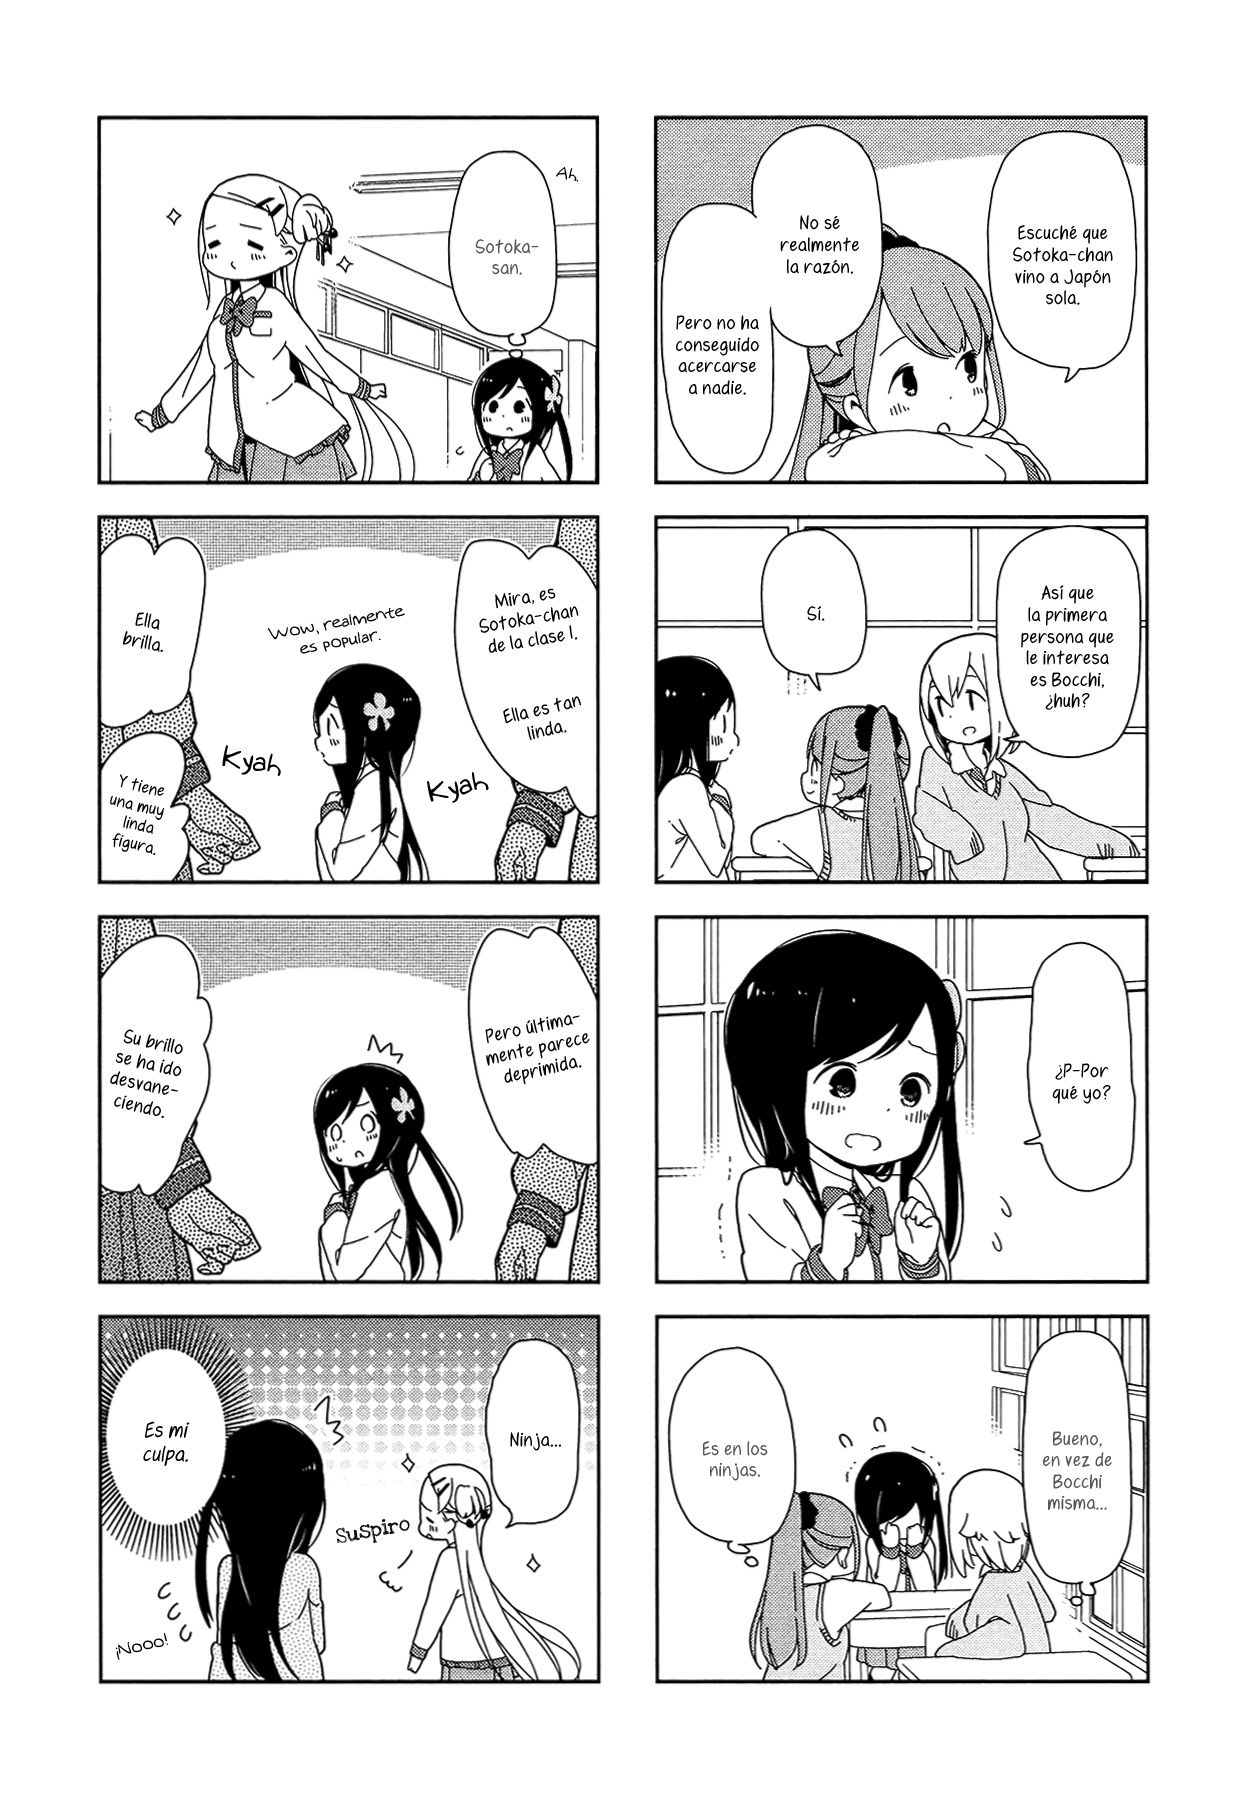 Escuché que
Sotoka-chan
vino a Japón
sola.
No sé
realmente
la razón.
Pero no ha
conseguido
acercarse
a nadie.
Así que
la primera
persona que
le interesa
es Bocchi,
¿huh?
Sí.
¿P-Por
qué yo?
Bueno,
en vez de
Bocchi
misma...
Es en los
ninjas.
Ah.
Sotoka-
san.
Mira, es
Sotoka-chan
de la clase 1.
Ella es tan
linda.
Wow, realmente
es popular.
Kyah
Kyah
Ella
brilla.
Y tiene
una muy
linda
figura.
Pero última-
mente parece
deprimida.
Su brillo
se ha ido
desvane-
ciendo.
Ninja...
Suspiro
Es mi
culpa.
¡Nooo!